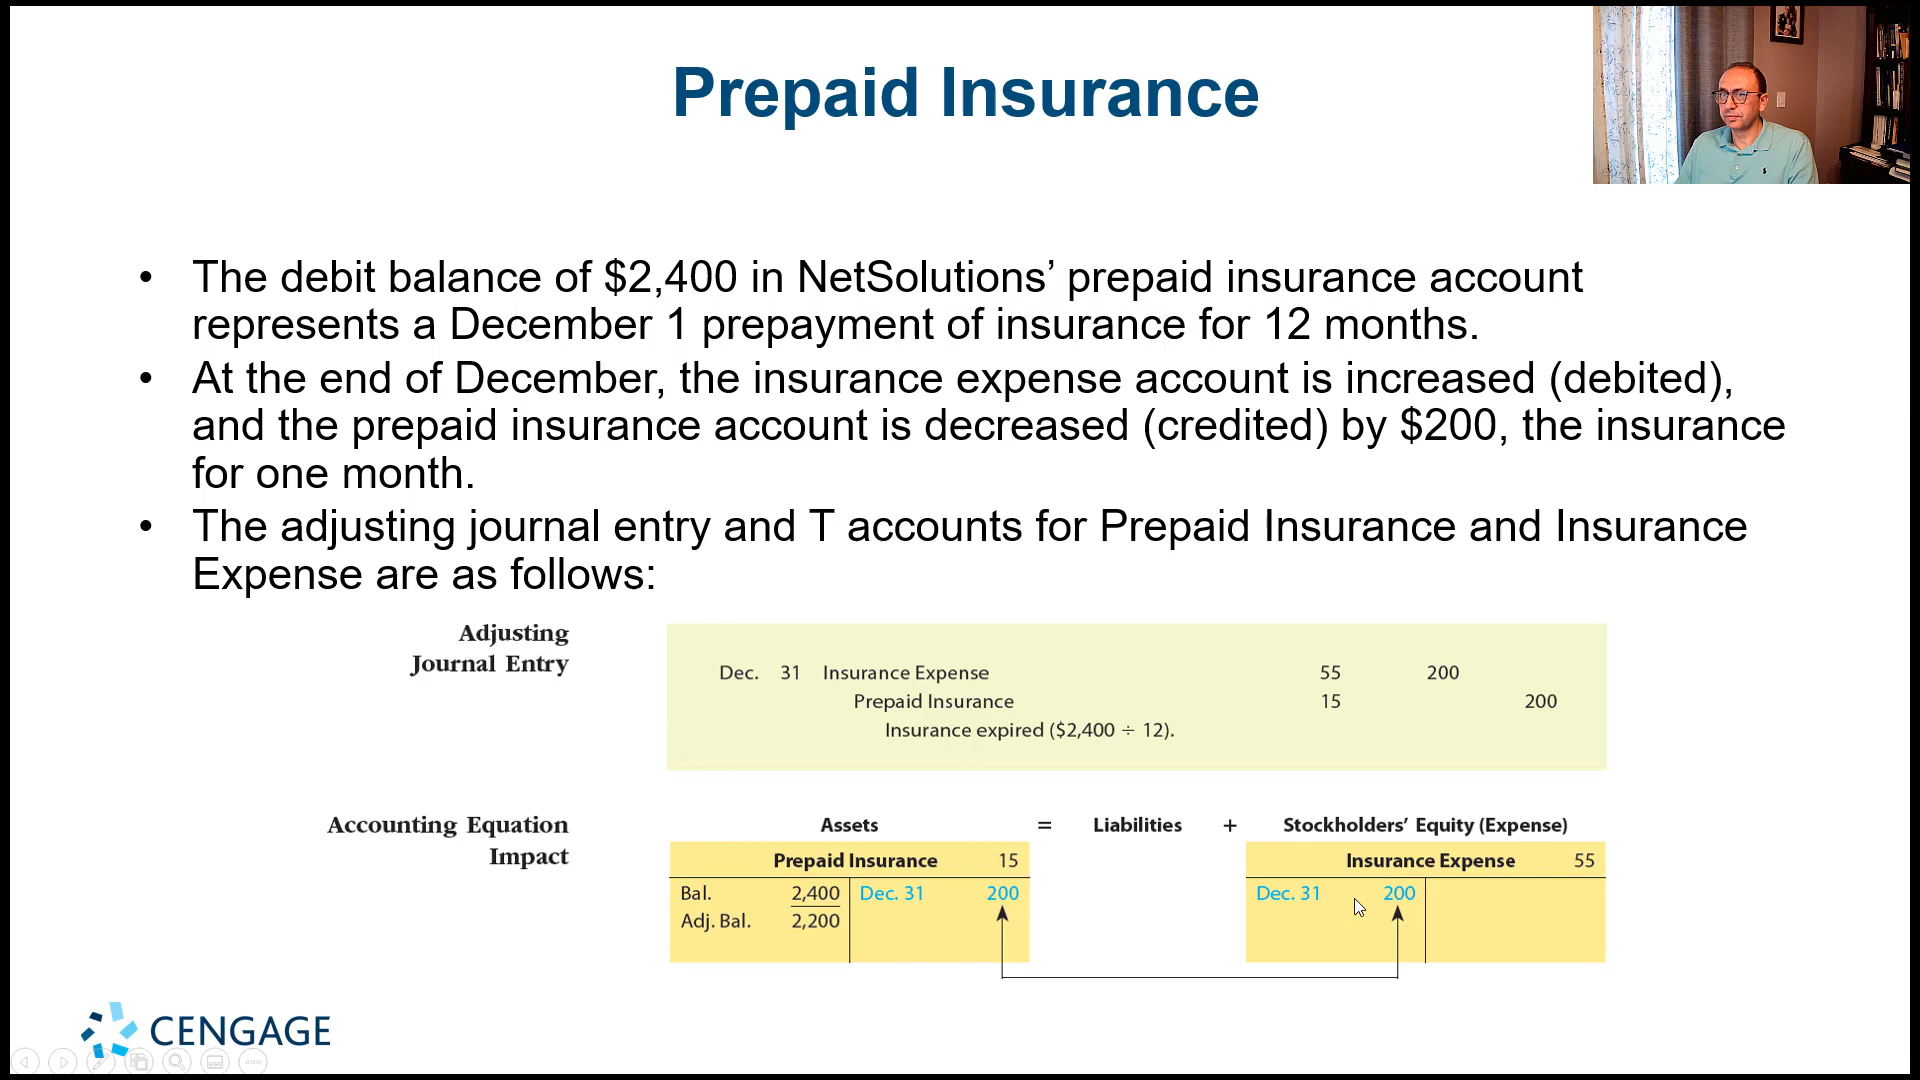 Prepaid Insurance
• The debit balance of $2,400 in NetSolutions’ prepaid insurance account
represents a December 1 prepayment of insurance for 12 months.
• At the end of December, the insurance expense account is increased (debited),
and the prepaid insurance account is decreased (credited) by $200, the insurance
for one month.
• The adjusting journal entry and T accounts for Prepaid Insurance and Insurance
Expense are as follows:
Adjusting
Journal Entry
Dec. 31 Insurance Expense 55 200
Prepaid Insurance 15 200
Insurance expired ($2,400 ÷ 12).
Accounting Equation
Impact
Assets = Liabilities + Stockholders’ Equity (Expense)
Prepaid Insurance 15 Insurance Expense 55
Bal. 2,400 Dec. 31 200 Dec. 31 200
Adj. Bal. 2,200
CENGAGE